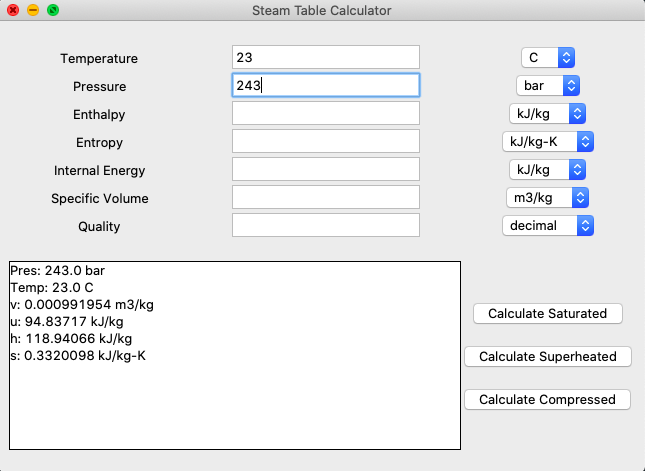 Steam Table Calculator
Temperature 23 C
Pressure 243 bar
Enthalpy kJ/kg
Entropy kJ/kg-K
Internal Energy kJ/kg
Specific Volume m3/kg
Quality decimal
Pres: 243.0 bar
Temp: 23.0 C
v: 0.000991954 m3/kg
u: 94.83717 kJ/kg
h: 118.94066 kJ/kg
s: 0.3320098 kJ/kg-K
Calculate Saturated
Calculate Superheated
Calculate Compressed